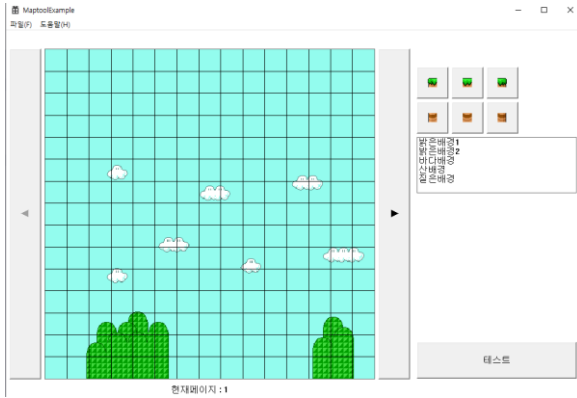 MaptoolExample
파일(F) 도움말(H)
밝은배경1
밝은배경2
바다배경
산배경
젊은배경
테스트
현재페이지 : 1